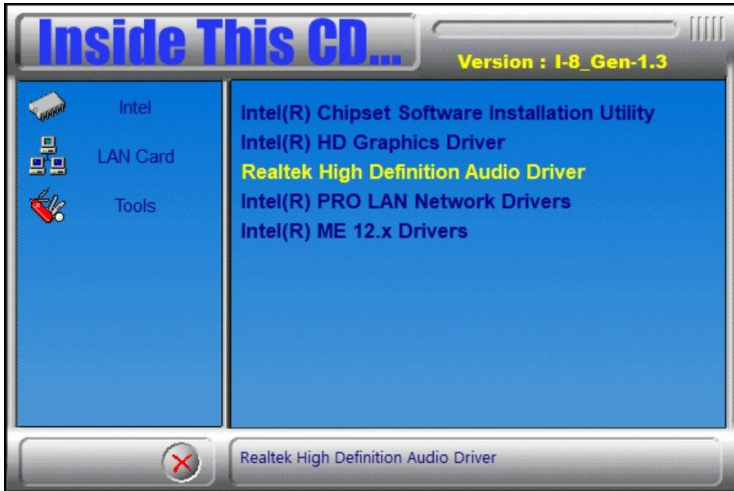 Inside This CD...
Version : I-8_Gen-1.3
Intel
LAN Card
Tools
Intel(R) Chipset Software Installation Utility
Intel(R) HD Graphics Driver
Realtek High Definition Audio Driver
Intel(R) PRO LAN Network Drivers
Intel(R) ME 12.x Drivers
Realtek High Definition Audio Driver